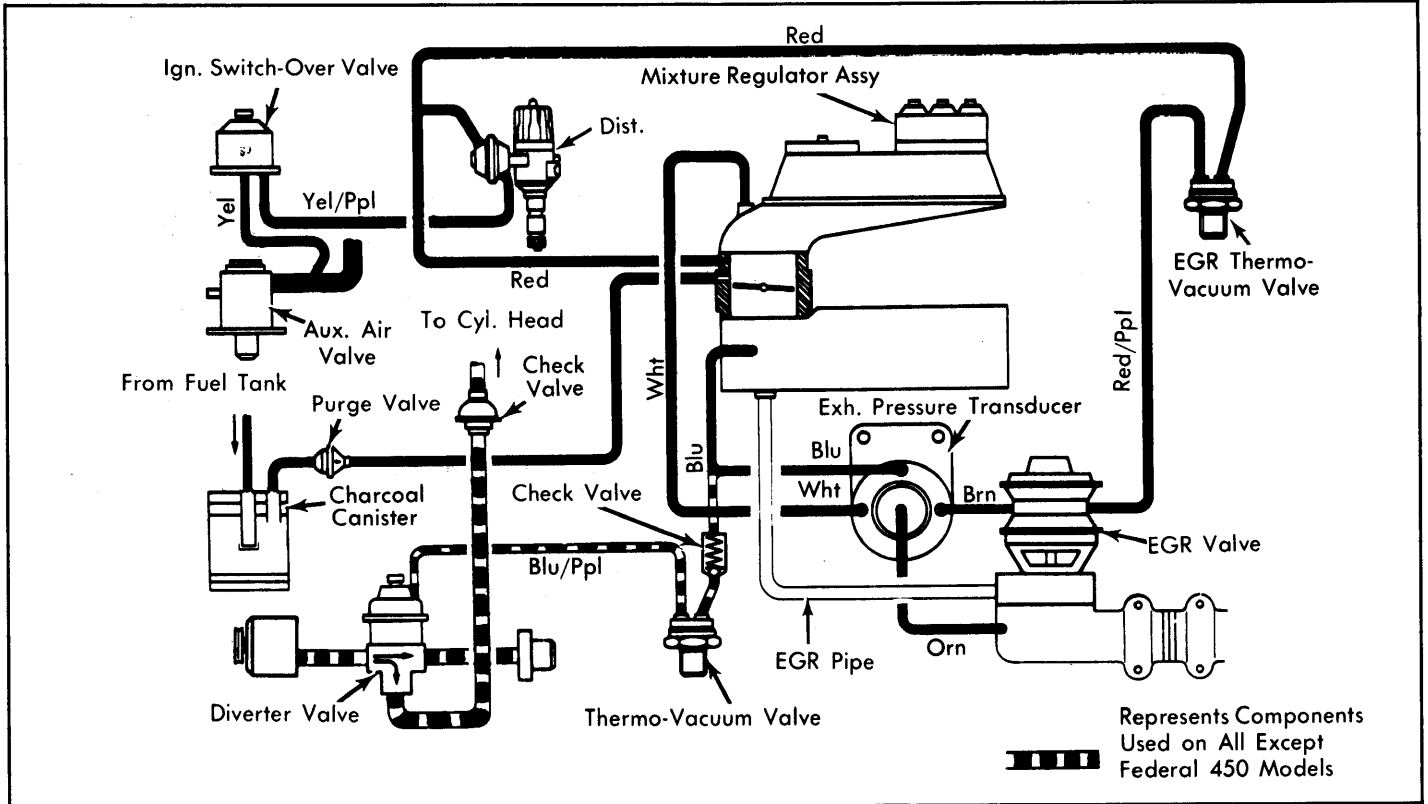 Red
Ign. Switch-Over Valve
Mixture Regulator Assy
Dist.
Yel
Yel/Ppl
Red
EGR Thermo-
Vacuum Valve
Aux. Air
Valve
To Cyl. Head
Check
Valve
From Fuel Tank
Purge Valve
Wht
Red/Ppl
Exh. Pressure Transducer
Blu
Blu
Wht
Brn
Charcoal
Canister
Check Valve
EGR Valve
Blu/Ppl
EGR Pipe
Orn
Diverter Valve
Thermo-Vacuum Valve
Represents Components
Used on All Except
Federal 450 Models